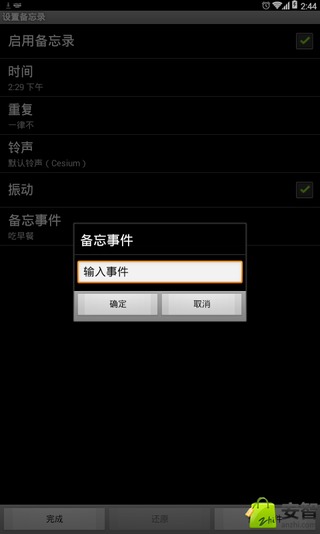 2:44
设置备忘录
启用备忘录
时间
2:29 下午
重复
一律不
铃声
默认铃声（Cesium）
振动
备忘事件
吃早餐
备忘事件
输入事件
确定
取消
完成
还原
件
安智
anzhi.com